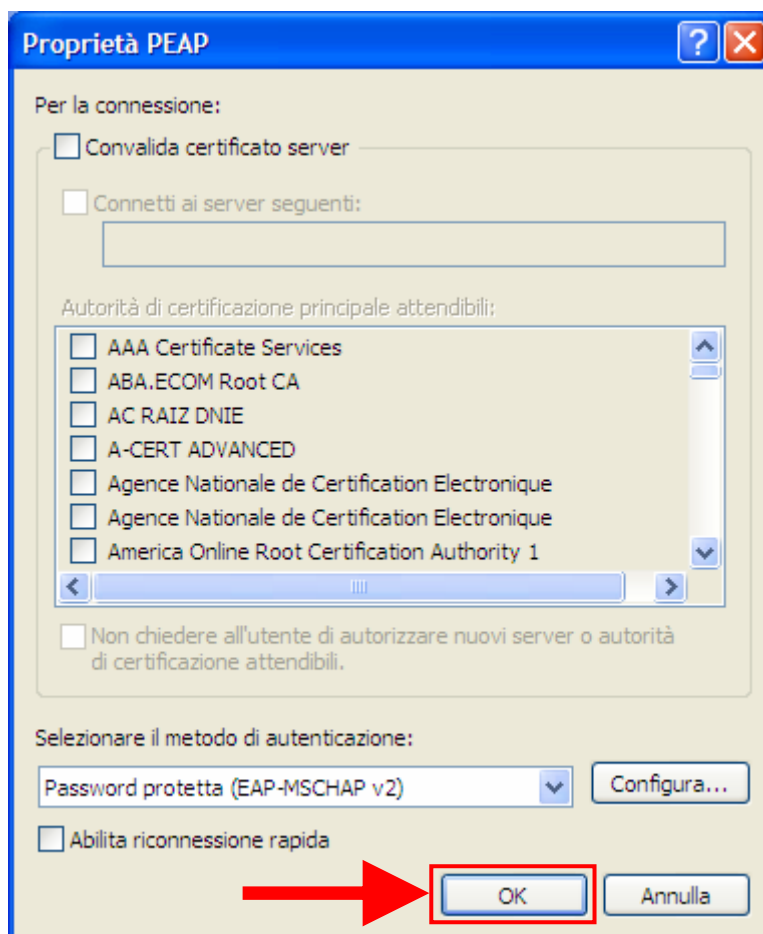 Proprietà PEAP
Per la connessione:
Convalida certificato server
Connetti ai server seguenti:
Autorità di certificazione principale attendibili:
AAA Certificate Services
ABA.ECOM Root CA
AC RAIZ DNIE
A-CERT ADVANCED
Agence Nationale de Certification Electronique
Agence Nationale de Certification Electronique
America Online Root Certification Authority 1
Non chiedere all'utente di autorizzare nuovi server o autorità
di certificazione attendibili.
Selezionare il metodo di autenticazione:
Password protetta (EAP-MSCHAP v2)
Configura...
Abilita riconnessione rapida
OK
Annulla